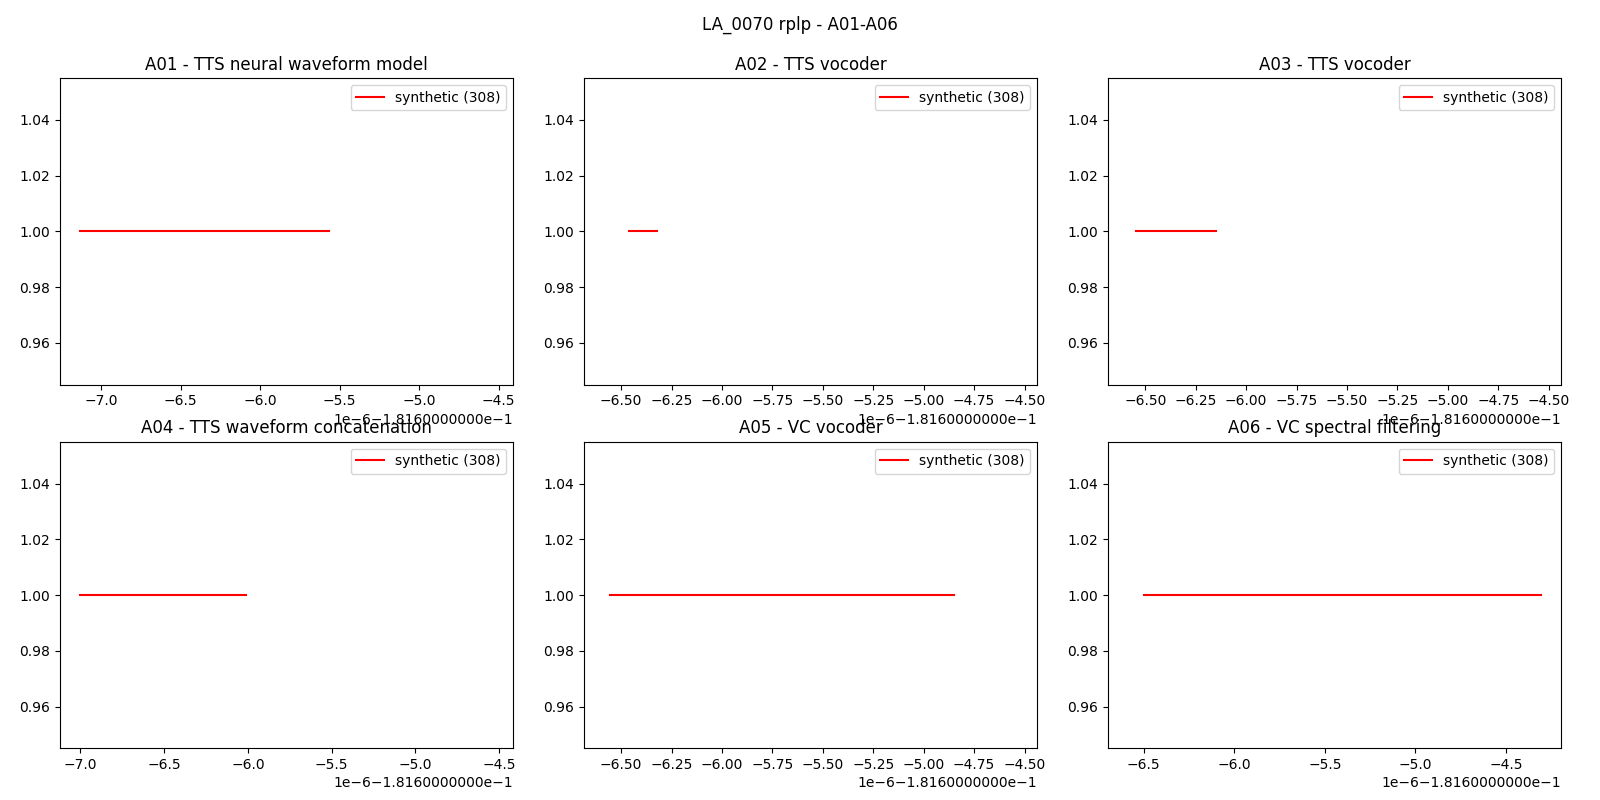 LA_0070 rplp - A01-A06
A01 - TTS neural waveform model
synthetic (308)
1.04
1.02
1.00
0.98
0.96
−7.0 −6.5 −6.0 −5.5 −5.0 −4.5
1e−6−1.8160000000e−1
A02 - TTS vocoder
synthetic (308)
1.04
1.02
1.00
0.98
0.96
−6.50 −6.25 −6.00 −5.75 −5.50 −5.25 −5.00 −4.75 −4.50
1e−6−1.8160000000e−1
A03 - TTS vocoder
synthetic (308)
1.04
1.02
1.00
0.98
0.96
−6.50 −6.25 −6.00 −5.75 −5.50 −5.25 −5.00 −4.75 −4.50
1e−6−1.8160000000e−1
A04 - TTS waveform concatenation
synthetic (308)
1.04
1.02
1.00
0.98
0.96
−7.0 −6.5 −6.0 −5.5 −5.0 −4.5
1e−6−1.8160000000e−1
A05 - VC vocoder
synthetic (308)
1.04
1.02
1.00
0.98
0.96
−6.50 −6.25 −6.00 −5.75 −5.50 −5.25 −5.00 −4.75 −4.50
1e−6−1.8160000000e−1
A06 - VC spectral filtering
synthetic (308)
1.04
1.02
1.00
0.98
0.96
−6.5 −6.0 −5.5 −5.0 −4.5
1e−6−1.8160000000e−1